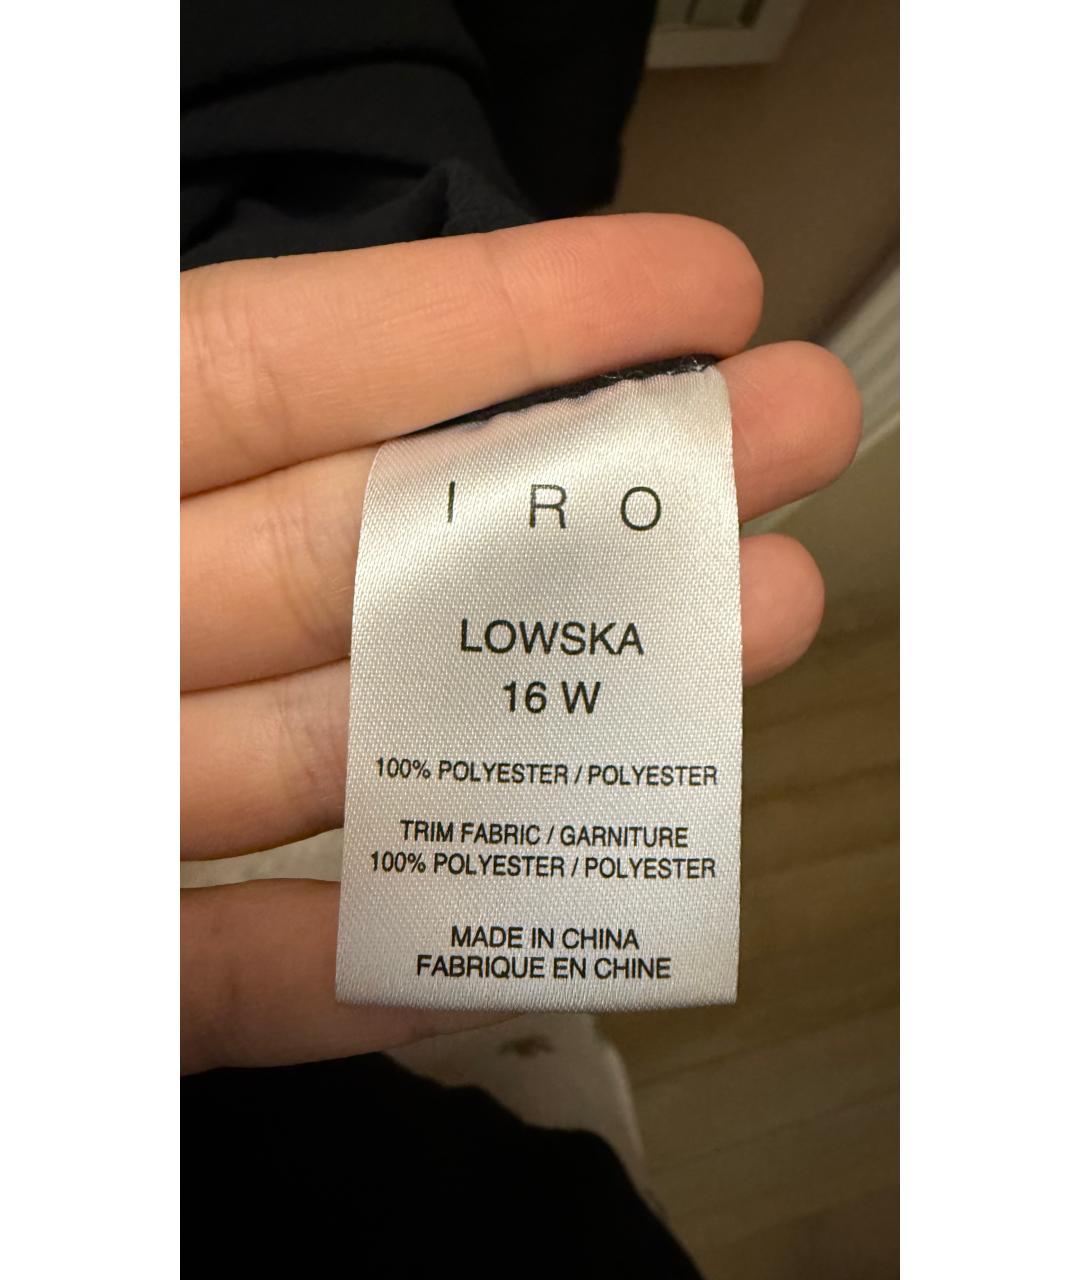 I R O
LOWSKA
16 W
100% POLYESTER / POLYESTER
TRIM FABRIC / GARNITURE
100% POLYESTER / POLYESTER
MADE IN CHINA
FABRIQUE EN CHINE